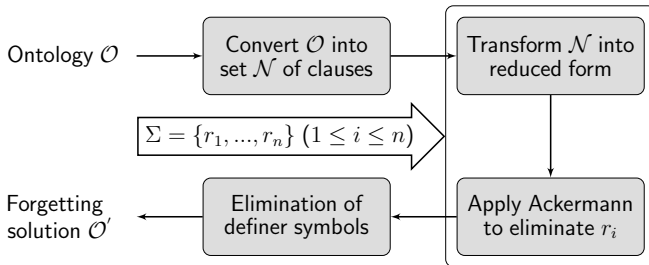 Ontology 𝒪
Convert 𝒪 into
set 𝒩 of clauses
Transform 𝒩 into
reduced form
Σ = {r₁, ..., rₙ} (1 ≤ i ≤ n)
Forgetting
solution 𝒪′
Elimination of
definer symbols
Apply Ackermann
to eliminate rᵢ